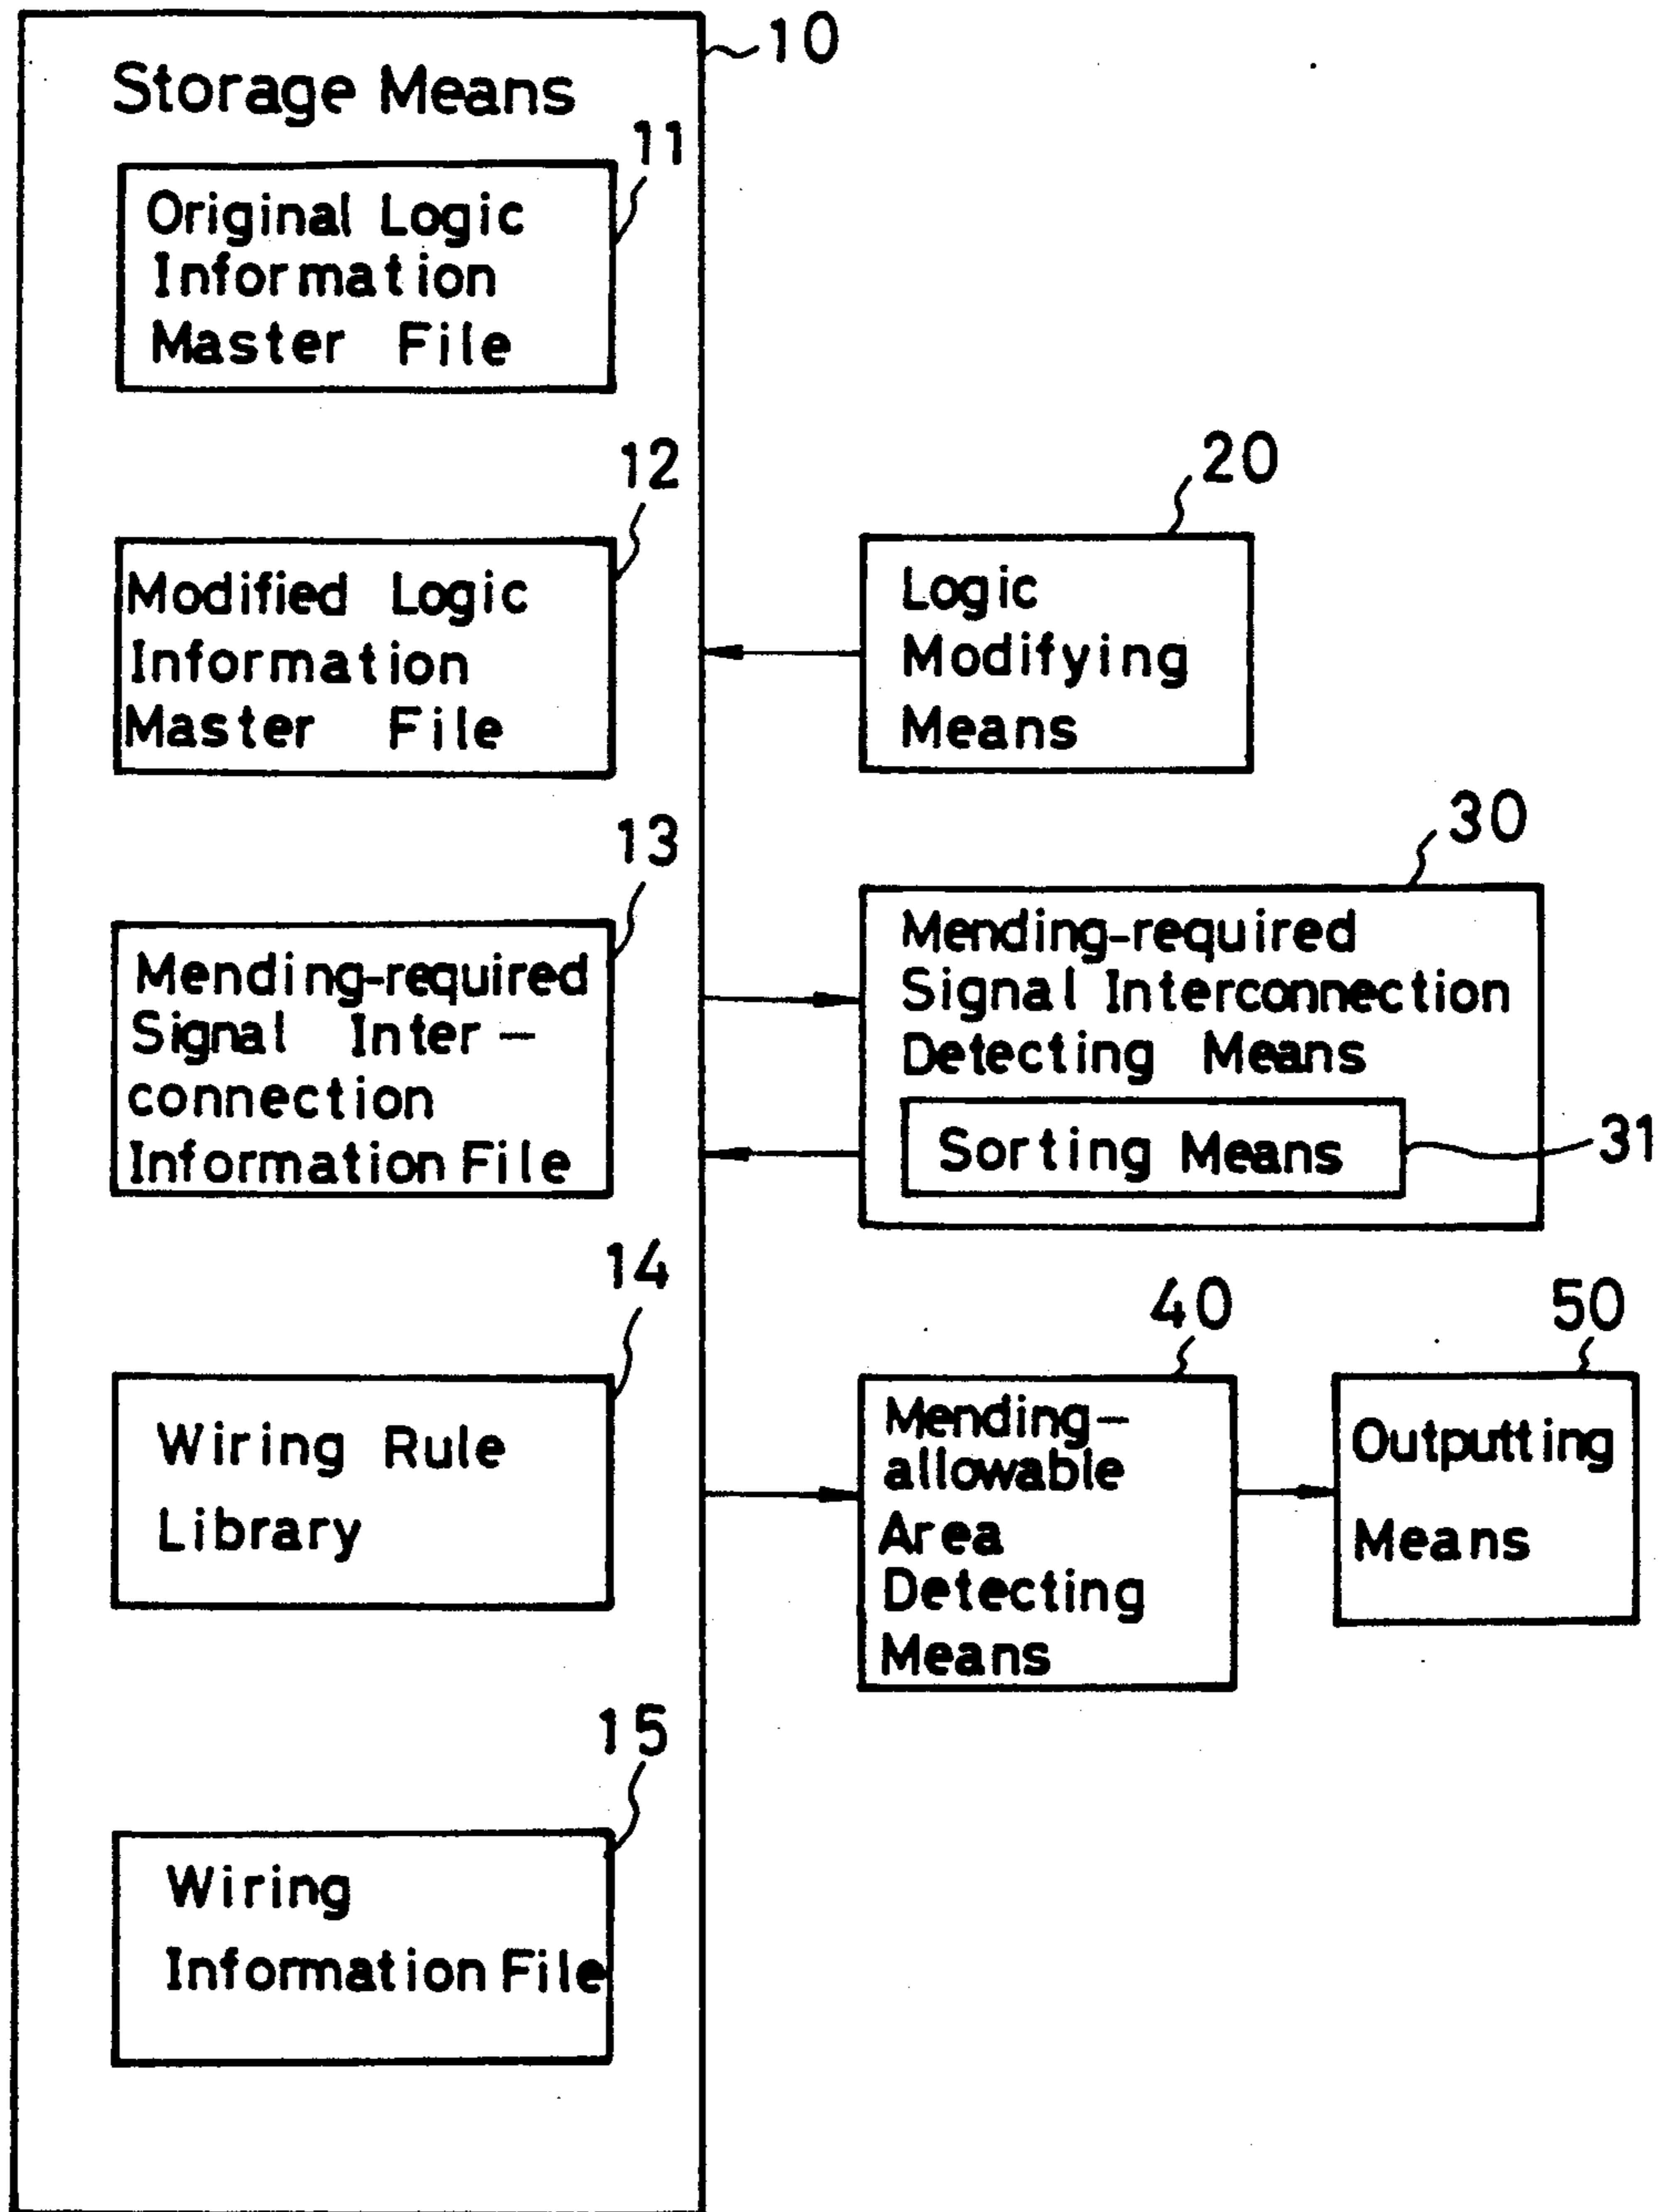 10
Storage Means
11
Original Logic
Information
Master File
12
Modified Logic
Information
Master File
20
Logic
Modifying
Means
13
Mending-required
Signal Inter-
connection
Information File
30
Mending-required
Signal Interconnection
Detecting Means
Sorting Means
31
14
Wiring Rule
Library
40
Mending-
allowable
Area
Detecting
Means
50
Outputting
Means
15
Wiring
Information File